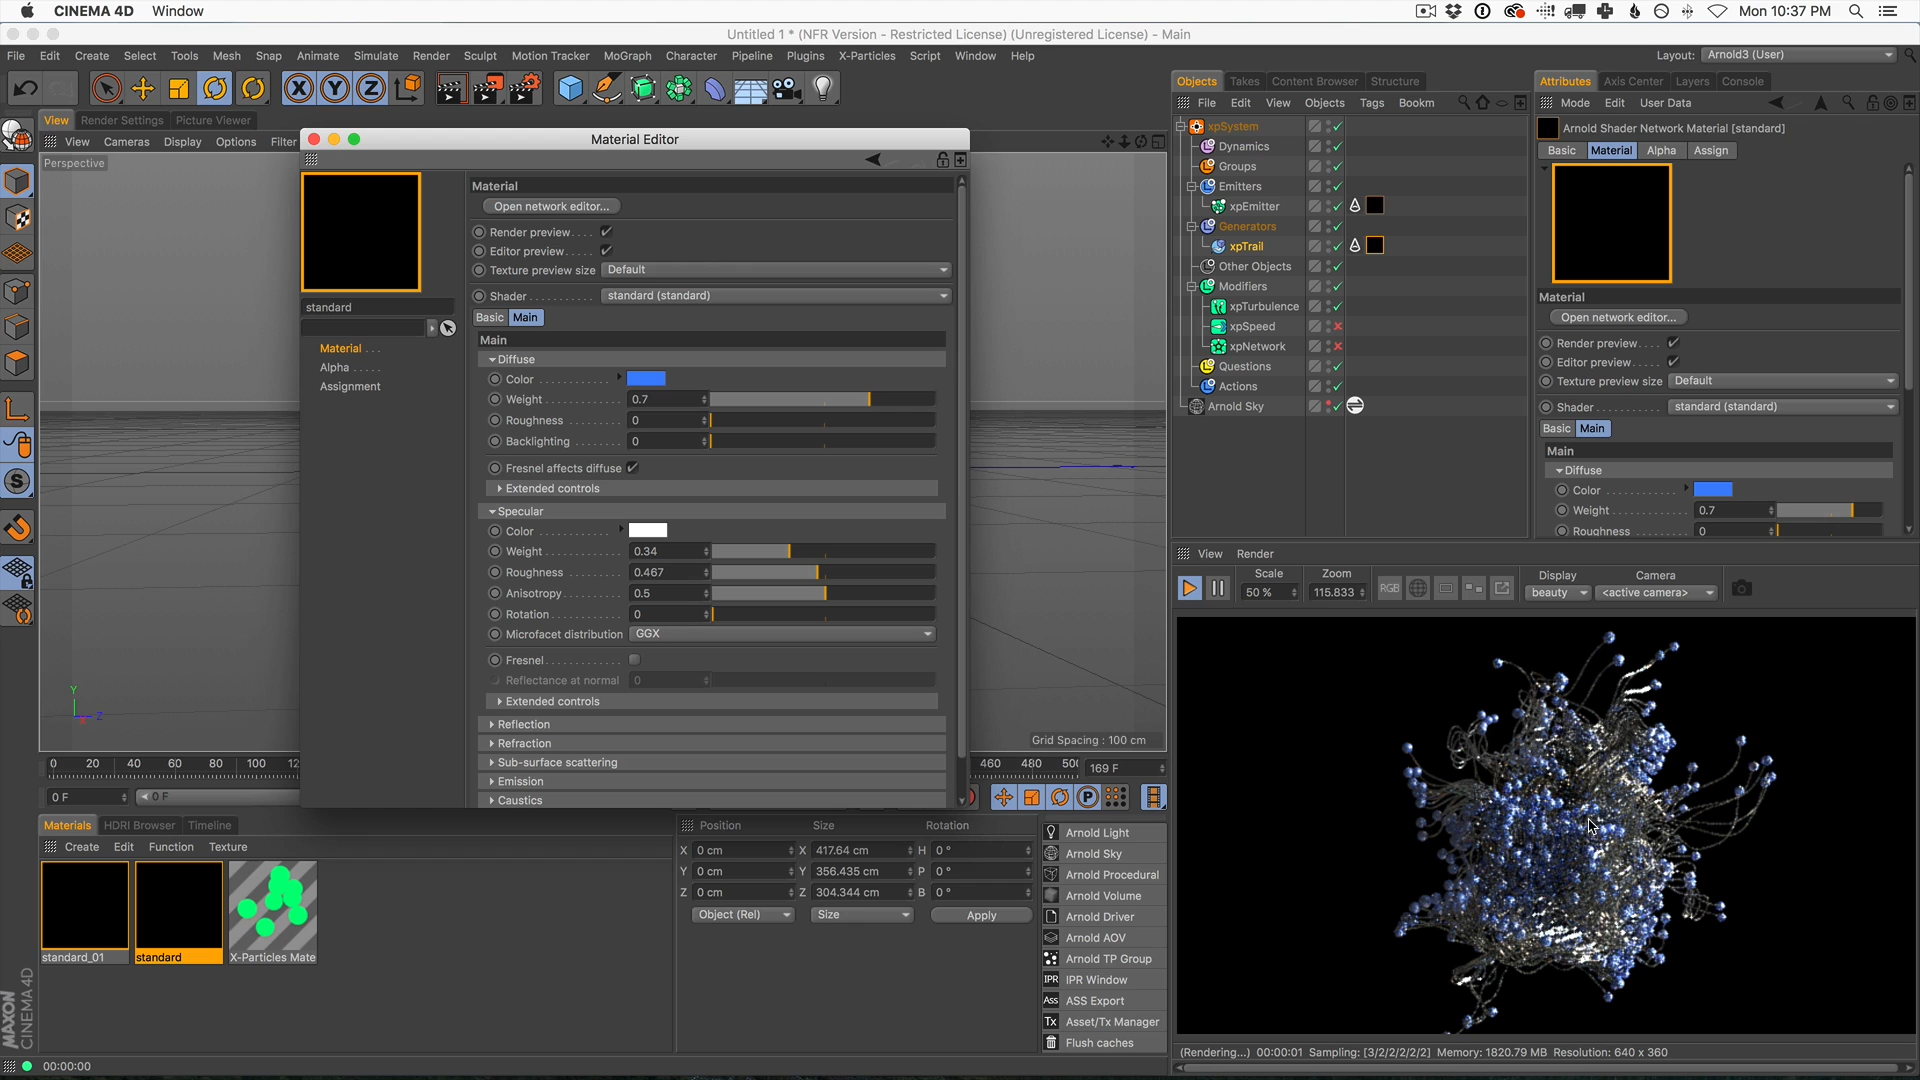 CINEMA 4D Window
Mon 10:37 PM
Untitled 1 * (NFR Version - Restricted License) (Unregistered License) - Main
File Edit Create Select Tools Mesh Snap Animate Simulate Render Sculpt Motion Tracker MoGraph Character Pipeline Plugins X-Particles Script Window Help
Layout: Arnold3 (User)
X Y Z
View Render Settings Picture Viewer
View Cameras Display Options Filter
Perspective
Material Editor
Material
Open network editor...
Render preview....
Editor preview.....
Texture preview size Default
Shader........... standard (standard)
standard
Basic Main
Material ...
Alpha .....
Assignment
Main
Diffuse
Color
Weight 0.7
Roughness 0
Backlighting 0
Fresnel affects diffuse
Extended controls
Specular
Color
Weight 0.34
Roughness 0.467
Anisotropy 0.5
Rotation 0
Microfacet distribution GGX
Fresnel
Reflectance at normal 0
Extended controls
Reflection
Refraction
Sub-surface scattering
Emission
Caustics
Y
Z
Grid Spacing : 100 cm
0 20 40 60 80 100 12
460 480 50
169 F
0 F
0 F
P
Materials HDRI Browser Timeline
Create Edit Function Texture
standard_01
standard
X-Particles Mate
MAXON
CINEMA 4D
00:00:00
Position Size Rotation
X 0 cm X 417.64 cm H 0 °
Y 0 cm Y 356.435 cm P 0 °
Z 0 cm Z 304.344 cm B 0 °
Object (Rel) Size Apply
Arnold Light
Arnold Sky
Arnold Procedural
Arnold Volume
Arnold Driver
Arnold AOV
Arnold TP Group
IPR IPR Window
Ass ASS Export
Tx Asset/Tx Manager
Flush caches
Objects Takes Content Browser Structure
File Edit View Objects Tags Bookm
xpSystem
Dynamics
Groups
Emitters
xpEmitter
Generators
xpTrail
Other Objects
Modifiers
xpTurbulence
xpSpeed
xpNetwork
Questions
Actions
Arnold Sky
Attributes Axis Center Layers Console
Mode Edit User Data
Arnold Shader Network Material [standard]
Basic Material Alpha Assign
Material
Open network editor...
Render preview....
Editor preview.....
Texture preview size Default
Shader........... standard (standard)
Basic Main
Main
Diffuse
Color
Weight 0.7
Roughness 0
View Render
Scale Zoom Display Camera
50 % 115.833 RGB beauty <active camera>
(Rendering...) 00:00:01 Sampling: [3/2/2/2/2/2] Memory: 1820.79 MB Resolution: 640 x 360